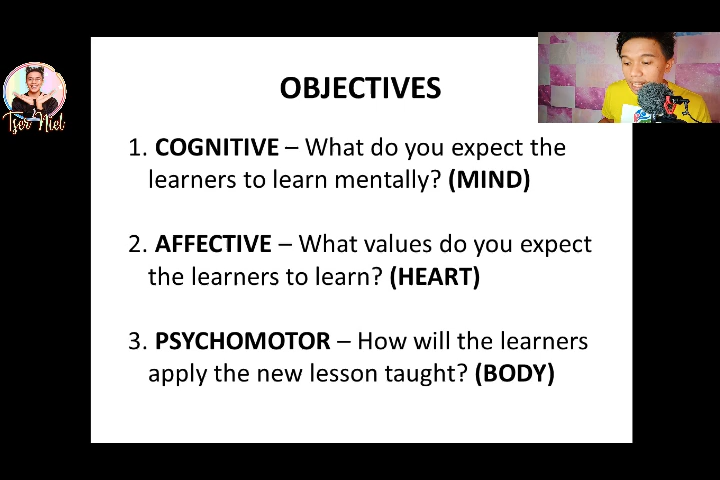 OBJECTIVES
1. COGNITIVE – What do you expect the
learners to learn mentally? (MIND)
2. AFFECTIVE – What values do you expect
the learners to learn? (HEART)
3. PSYCHOMOTOR – How will the learners
apply the new lesson taught? (BODY)
Tser Niel